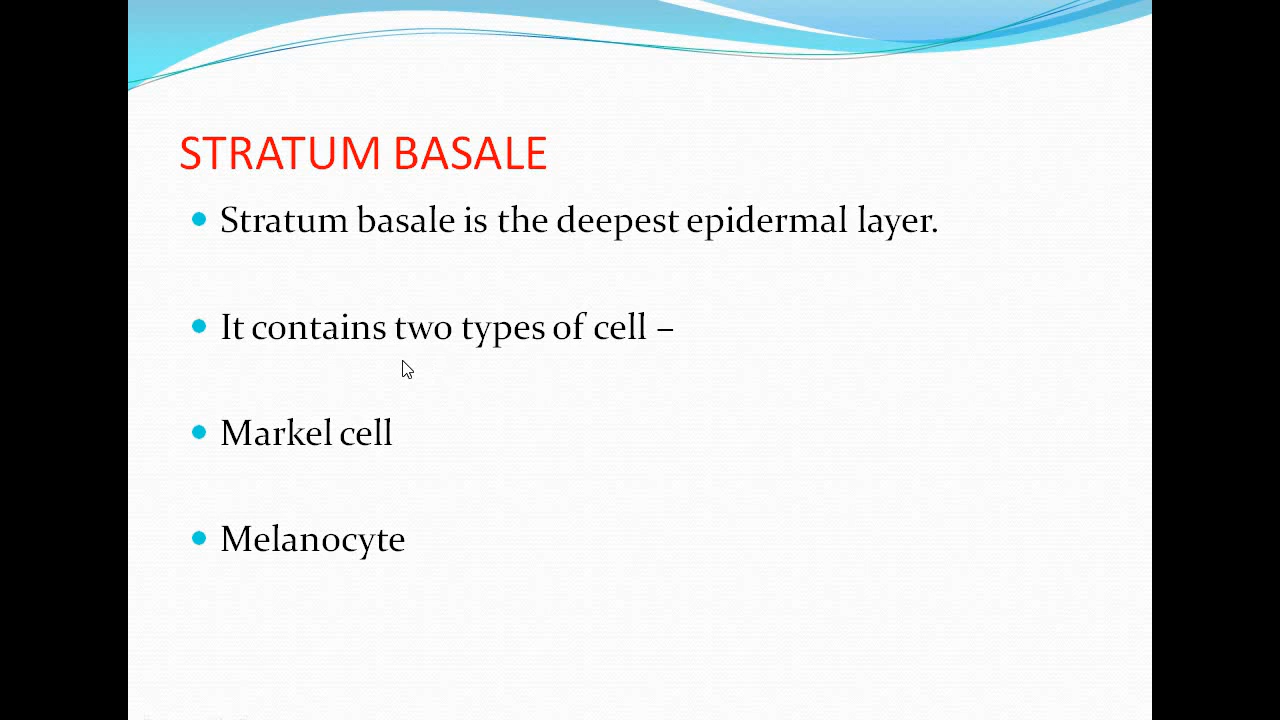 STRATUM BASALE
• Stratum basale is the deepest epidermal layer.
• It contains two types of cell –
• Markel cell
• Melanocyte